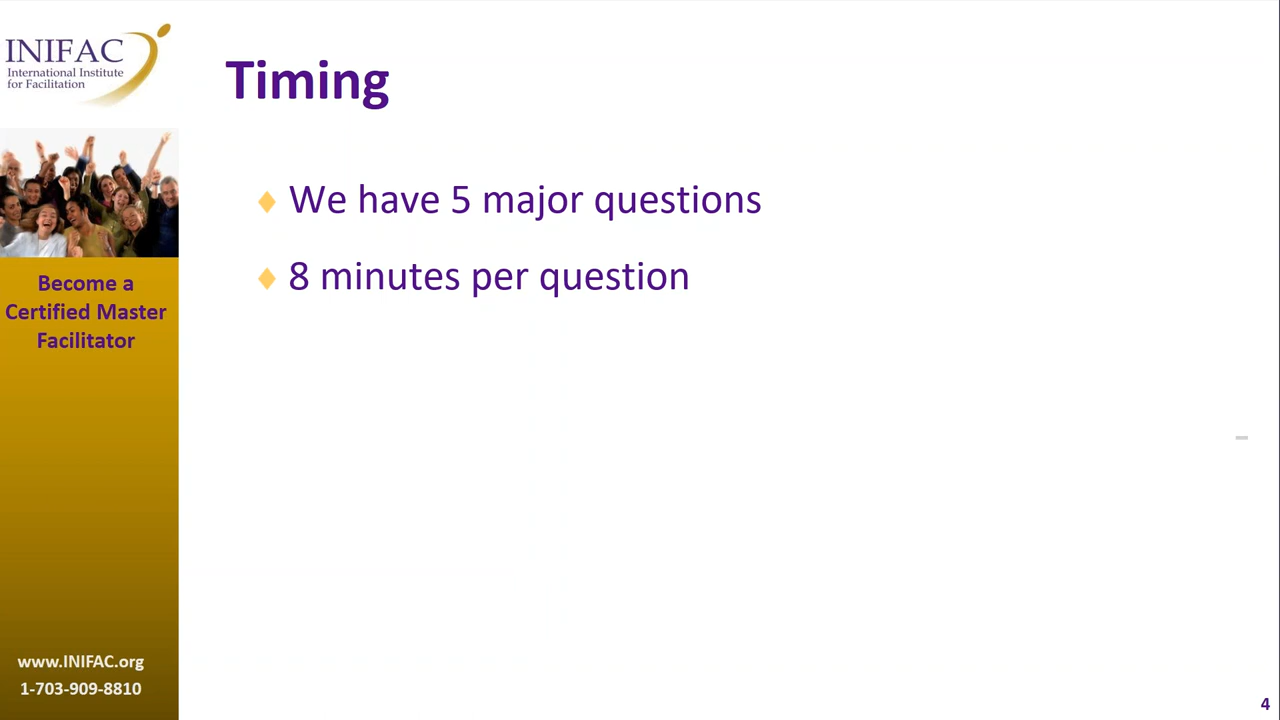 INIFAC
International Institute
for Facilitation
Timing
We have 5 major questions
8 minutes per question
Become a
Certified Master
Facilitator
www.INIFAC.org
1-703-909-8810
4